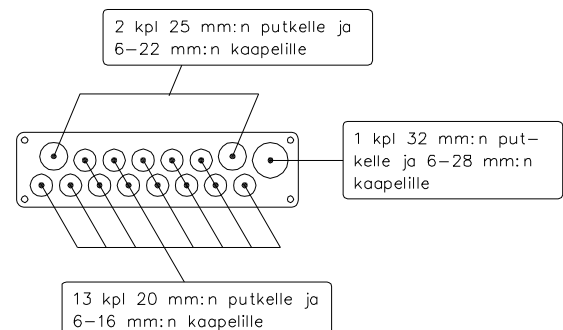 2 kpl 25 mm:n putkelle ja
6–22 mm:n kaapelille
1 kpl 32 mm:n put–
kelle ja 6–28 mm:n
kaapelille
13 kpl 20 mm:n putkelle ja
6–16 mm:n kaapelille